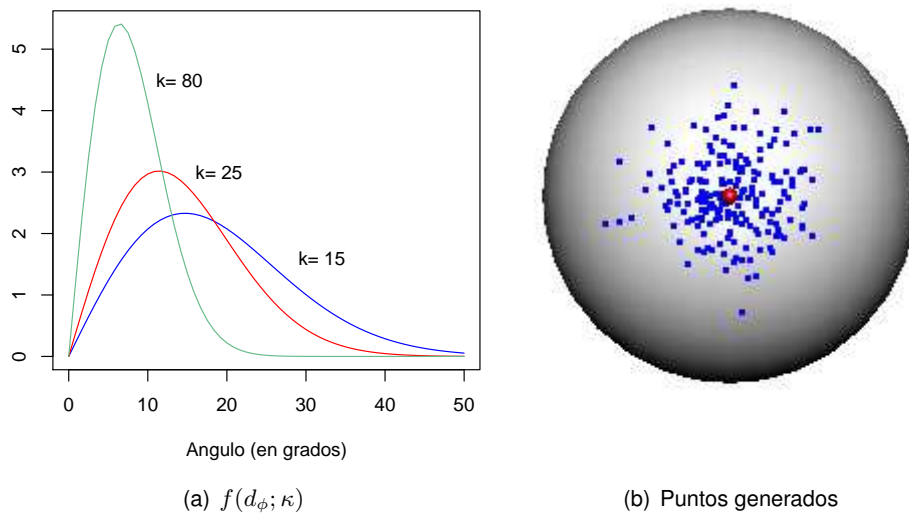 5
4
3
2
1
0
k= 80
k= 25
k= 15
0 10 20 30 40 50
Angulo (en grados)
(a) f(d_ϕ; κ)
(b) Puntos generados